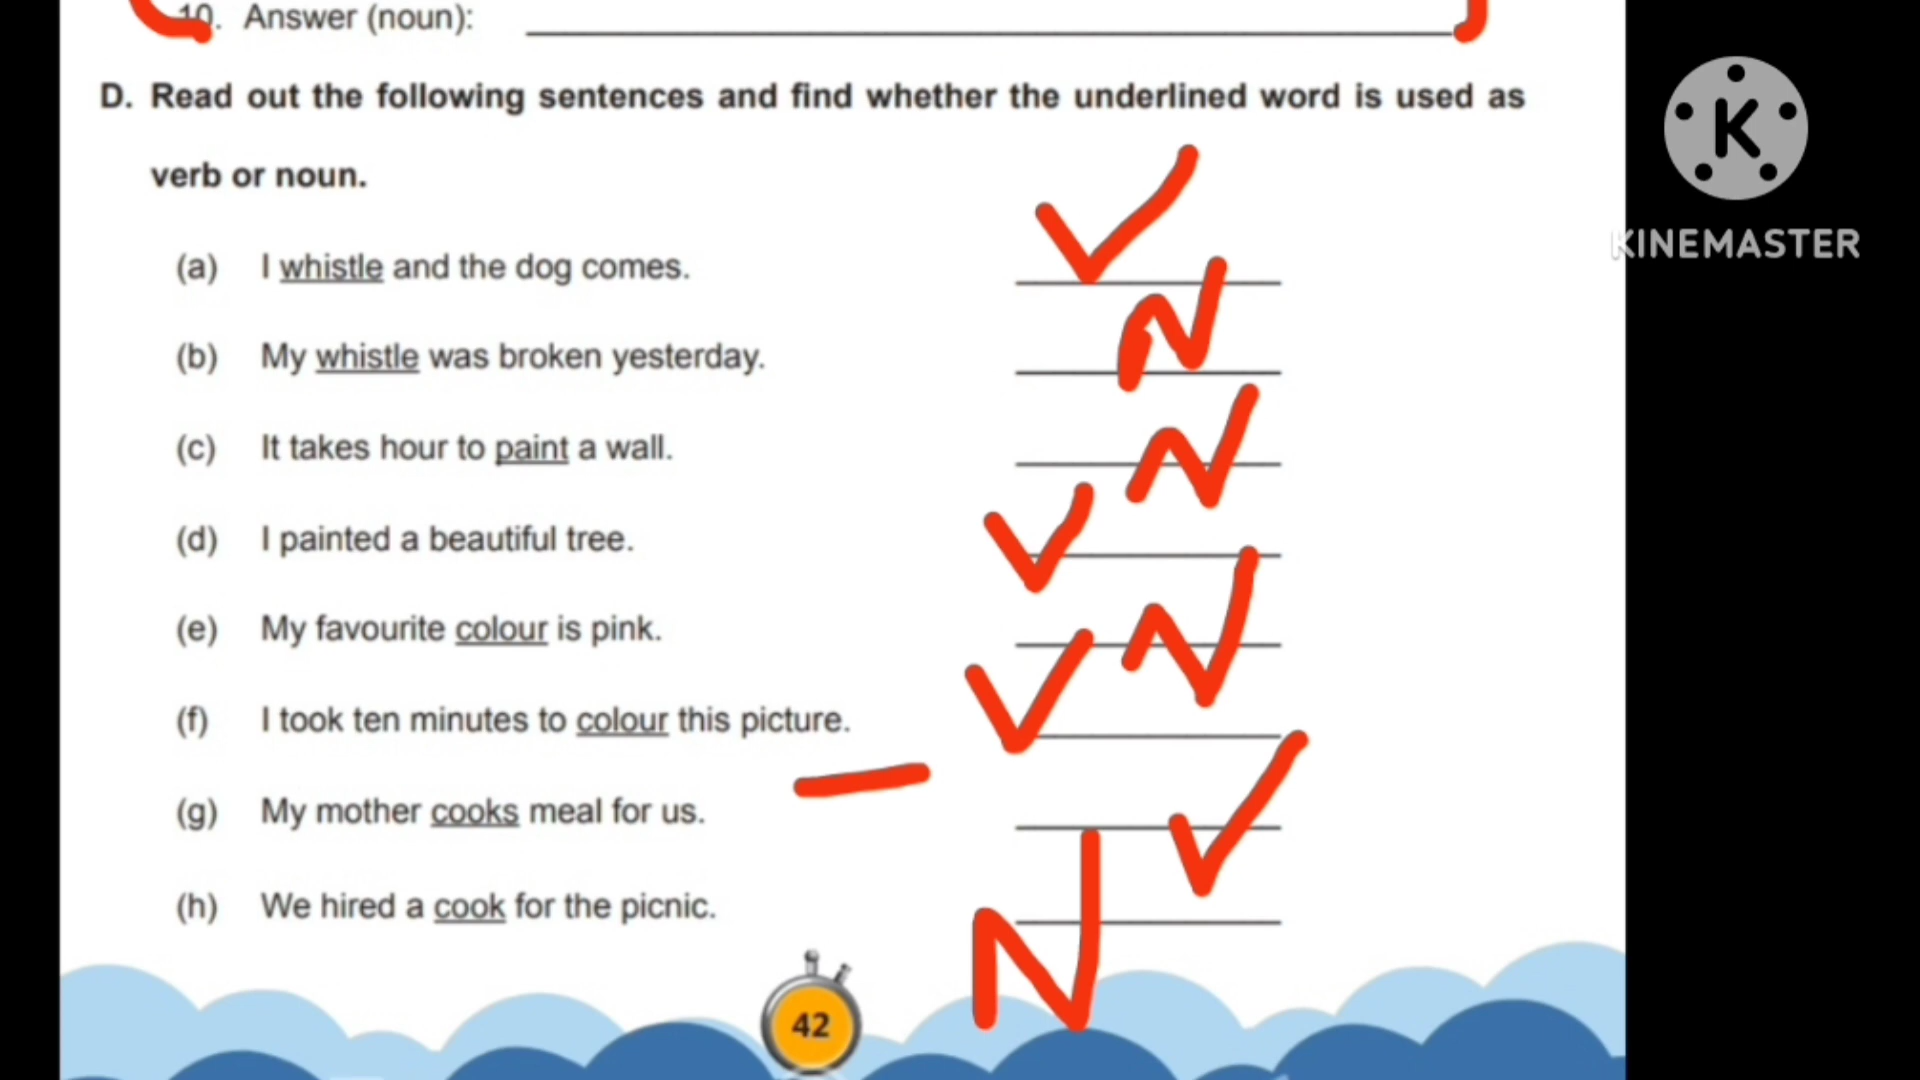 10. Answer (noun):
D. Read out the following sentences and find whether the underlined word is used as
verb or noun.
(a) I whistle and the dog comes. V
(b) My whistle was broken yesterday. N
(c) It takes hour to paint a wall. N
(d) I painted a beautiful tree. V
(e) My favourite colour is pink. N
(f) I took ten minutes to colour this picture. V
(g) My mother cooks meal for us. V
(h) We hired a cook for the picnic. N
42
K
KINEMASTER